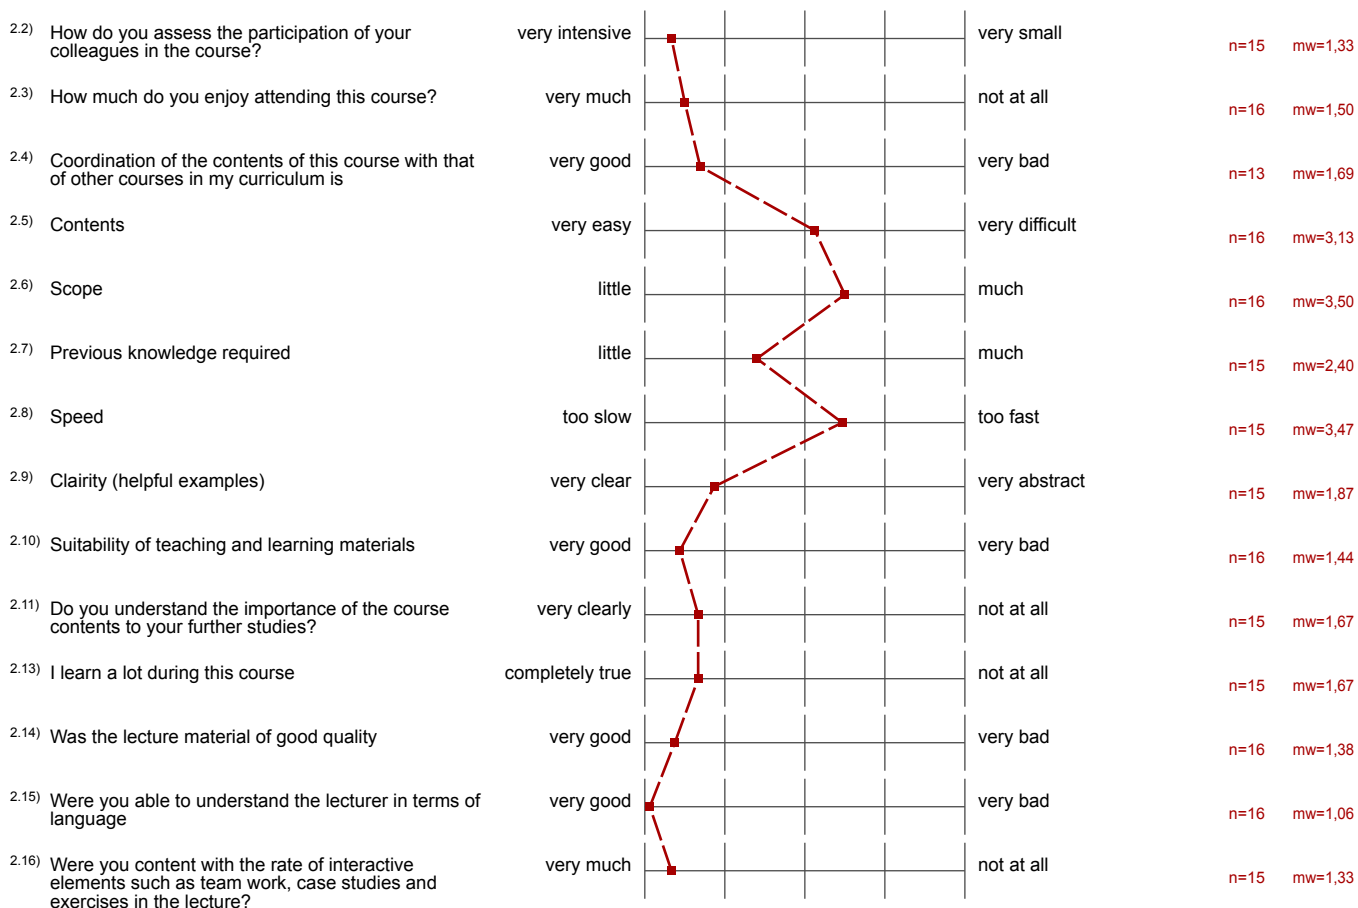 2.2) How do you assess the participation of your very intensive very small n=15 mw=1,33
colleagues in the course?
2.3) How much do you enjoy attending this course? very much not at all n=16 mw=1,50
2.4) Coordination of the contents of this course with that very good very bad n=13 mw=1,69
of other courses in my curriculum is
2.5) Contents very easy very difficult n=16 mw=3,13
2.6) Scope little much n=16 mw=3,50
2.7) Previous knowledge required little much n=15 mw=2,40
2.8) Speed too slow too fast n=15 mw=3,47
2.9) Clairity (helpful examples) very clear very abstract n=15 mw=1,87
2.10) Suitability of teaching and learning materials very good very bad n=16 mw=1,44
2.11) Do you understand the importance of the course very clearly not at all n=15 mw=1,67
contents to your further studies?
2.13) I learn a lot during this course completely true not at all n=15 mw=1,67
2.14) Was the lecture material of good quality very good very bad n=16 mw=1,38
2.15) Were you able to understand the lecturer in terms of very good very bad n=16 mw=1,06
language
2.16) Were you content with the rate of interactive very much not at all n=15 mw=1,33
elements such as team work, case studies and
exercises in the lecture?